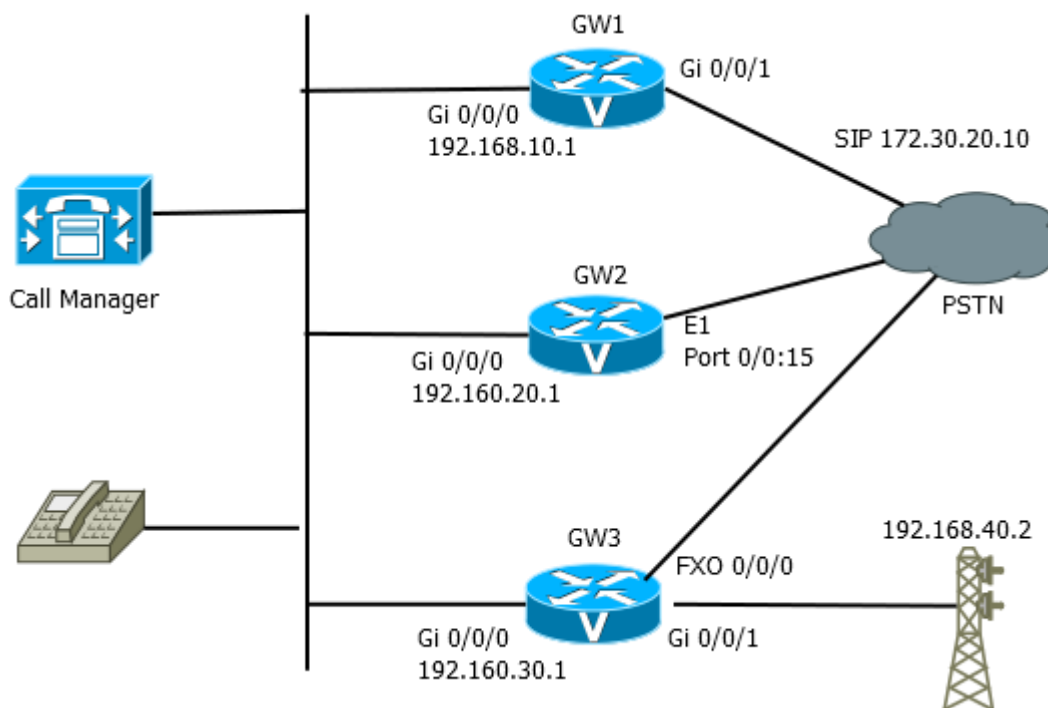 GW1
Gi 0/0/1
Gi 0/0/0
192.168.10.1
SIP 172.30.20.10
Call Manager
GW2
PSTN
E1
Port 0/0:15
Gi 0/0/0
192.160.20.1
GW3
192.168.40.2
FXO 0/0/0
Gi 0/0/0
192.160.30.1
Gi 0/0/1
V
V
V